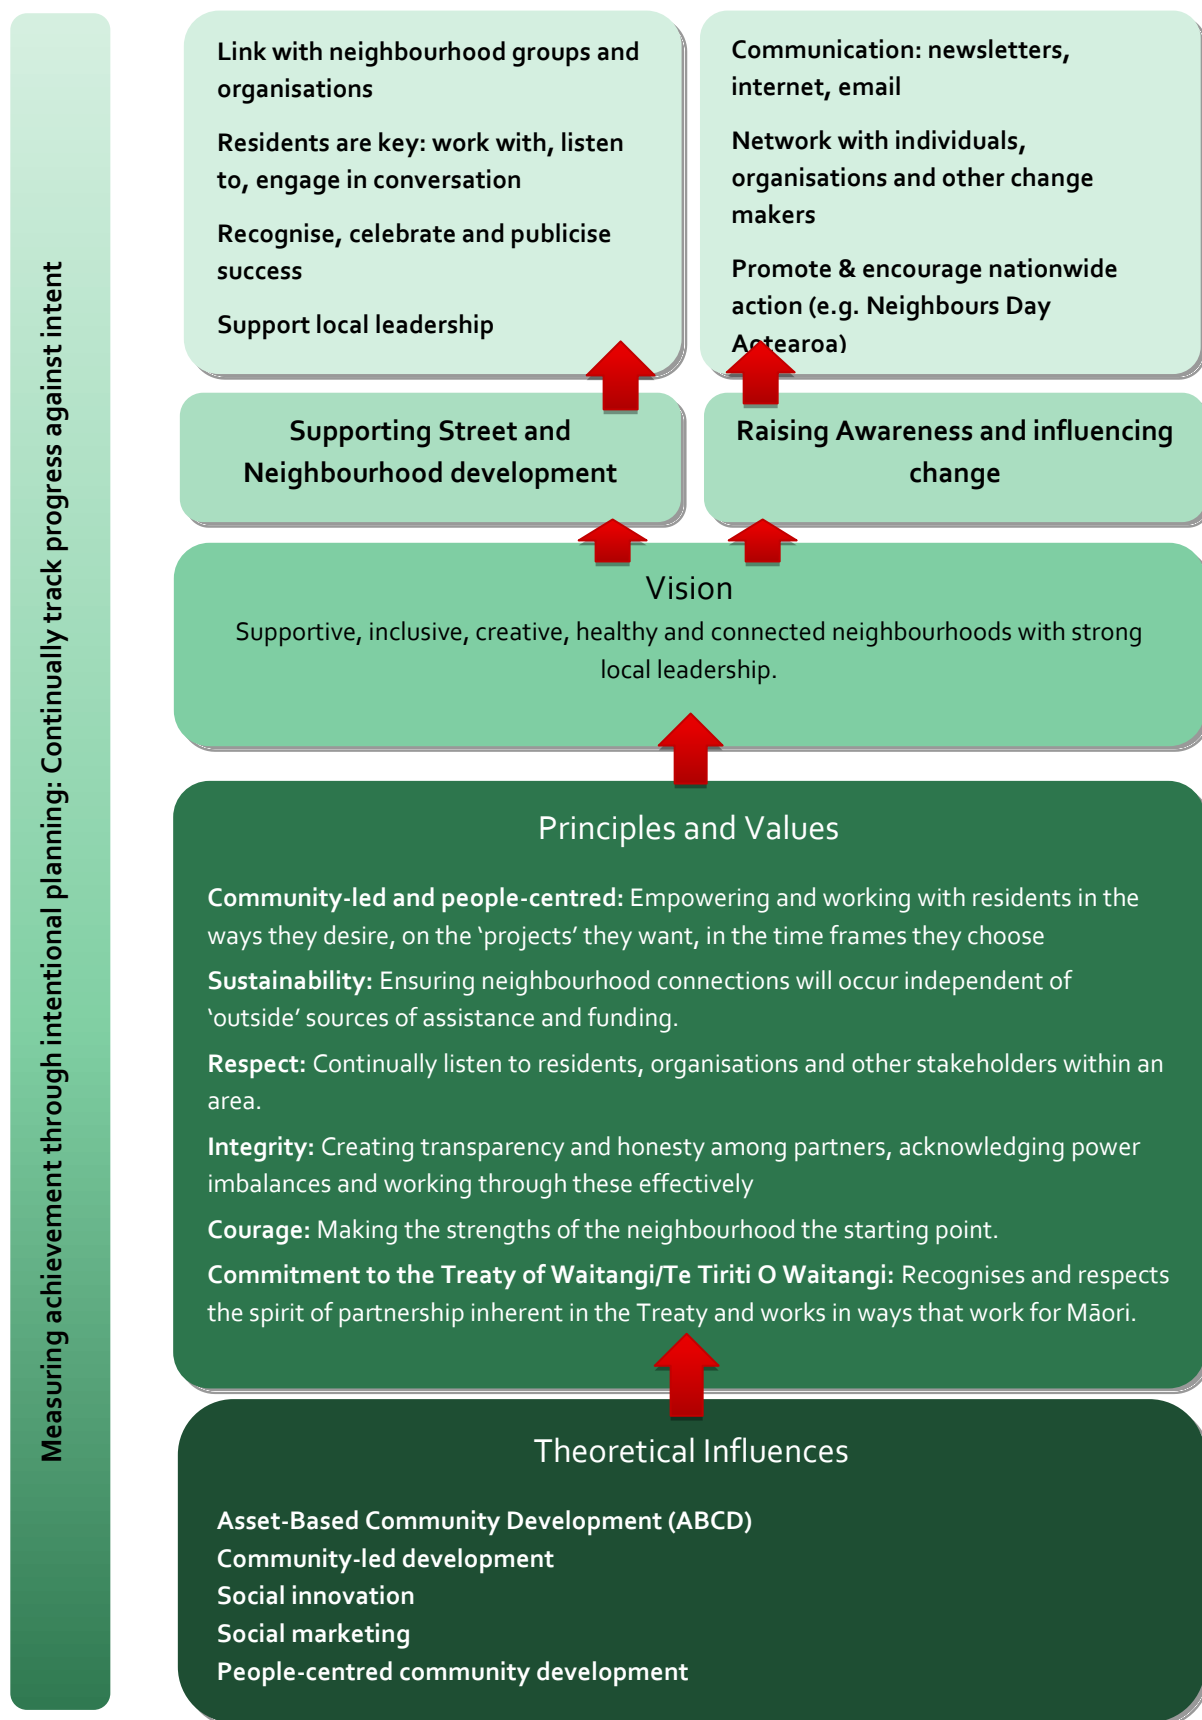 Measuring achievement through intentional planning: Continually track progress against intent
Link with neighbourhood groups and
organisations
Residents are key: work with, listen
to, engage in conversation
Recognise, celebrate and publicise
success
Support local leadership
Communication: newsletters,
internet, email
Network with individuals,
organisations and other change
makers
Promote & encourage nationwide
action (e.g. Neighbours Day
Aotearoa)
Supporting Street and
Neighbourhood development
Raising Awareness and influencing
change
Vision
Supportive, inclusive, creative, healthy and connected neighbourhoods with strong
local leadership.
Principles and Values
Community-led and people-centred: Empowering and working with residents in the
ways they desire, on the ‘projects’ they want, in the time frames they choose
Sustainability: Ensuring neighbourhood connections will occur independent of
‘outside’ sources of assistance and funding.
Respect: Continually listen to residents, organisations and other stakeholders within an
area.
Integrity: Creating transparency and honesty among partners, acknowledging power
imbalances and working through these effectively
Courage: Making the strengths of the neighbourhood the starting point.
Commitment to the Treaty of Waitangi/Te Tiriti O Waitangi: Recognises and respects
the spirit of partnership inherent in the Treaty and works in ways that work for Māori.
Theoretical Influences
Asset-Based Community Development (ABCD)
Community-led development
Social innovation
Social marketing
People-centred community development